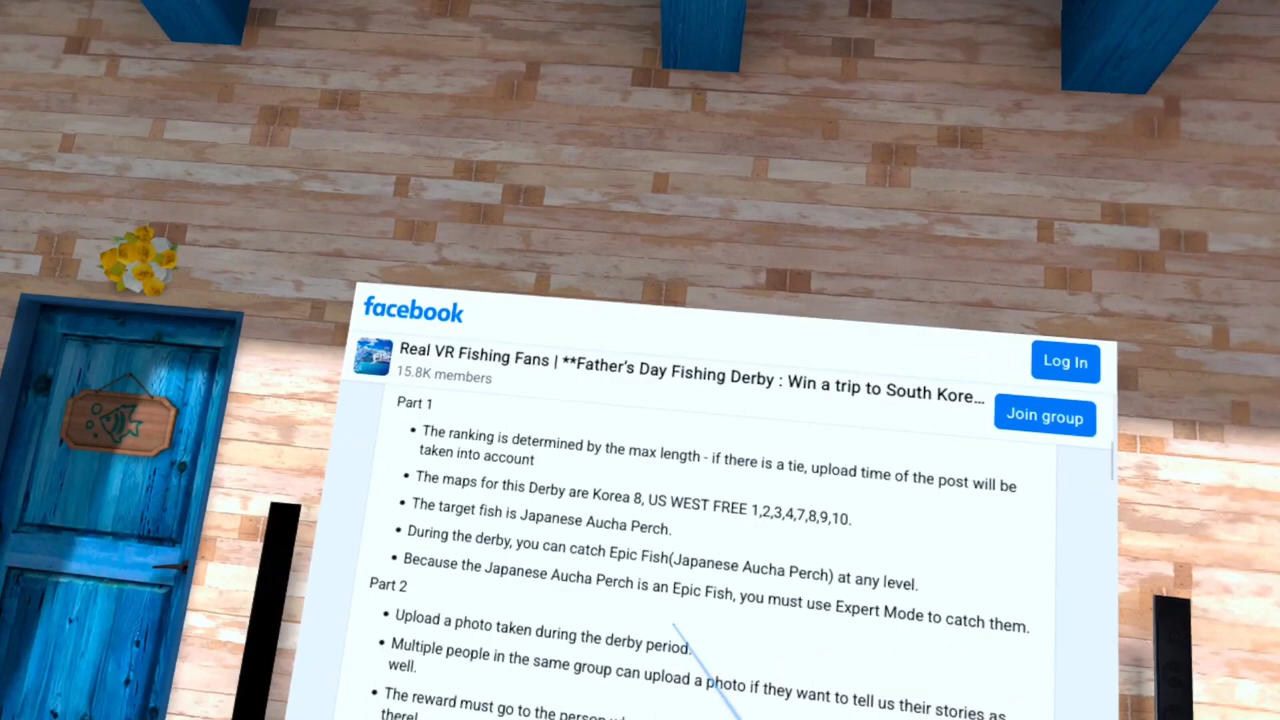 facebook
Log In
Real VR Fishing Fans | **Father's Day Fishing Derby : Win a trip to South Kore...
15.8K members
Join group
Part 1
• The ranking is determined by the max length - if there is a tie, upload time of the post will be
taken into account
• The maps for this Derby are Korea 8, US WEST FREE 1,2,3,4,7,8,9,10.
• The target fish is Japanese Aucha Perch.
• During the derby, you can catch Epic Fish(Japanese Aucha Perch) at any level.
• Because the Japanese Aucha Perch is an Epic Fish, you must use Expert Mode to catch them.
Part 2
• Upload a photo taken during the derby period.
• Multiple people in the same group can upload a photo if they want to tell us their stories as
well.
• The reward must go to the person
there!